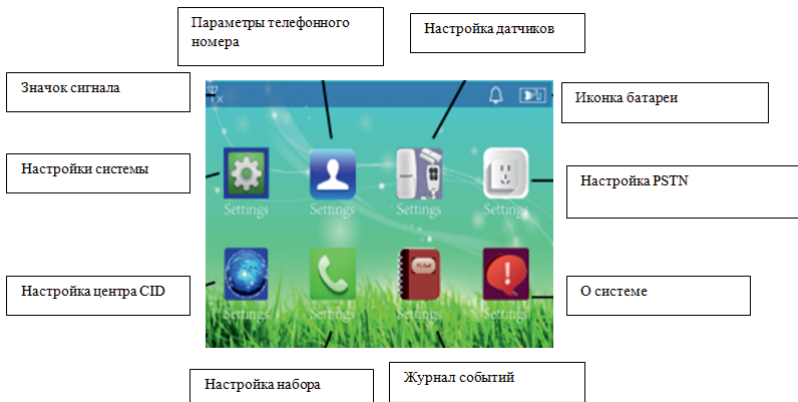 Параметры телефонного
номера
Настройка датчиков
Значок сигнала
Иконка батареи
Настройки системы
Настройка PSTN
Settings Settings Settings Settings
Настройка центра CID
О системе
Settings Settings Settings Settings
Настройка набора
Журнал событий